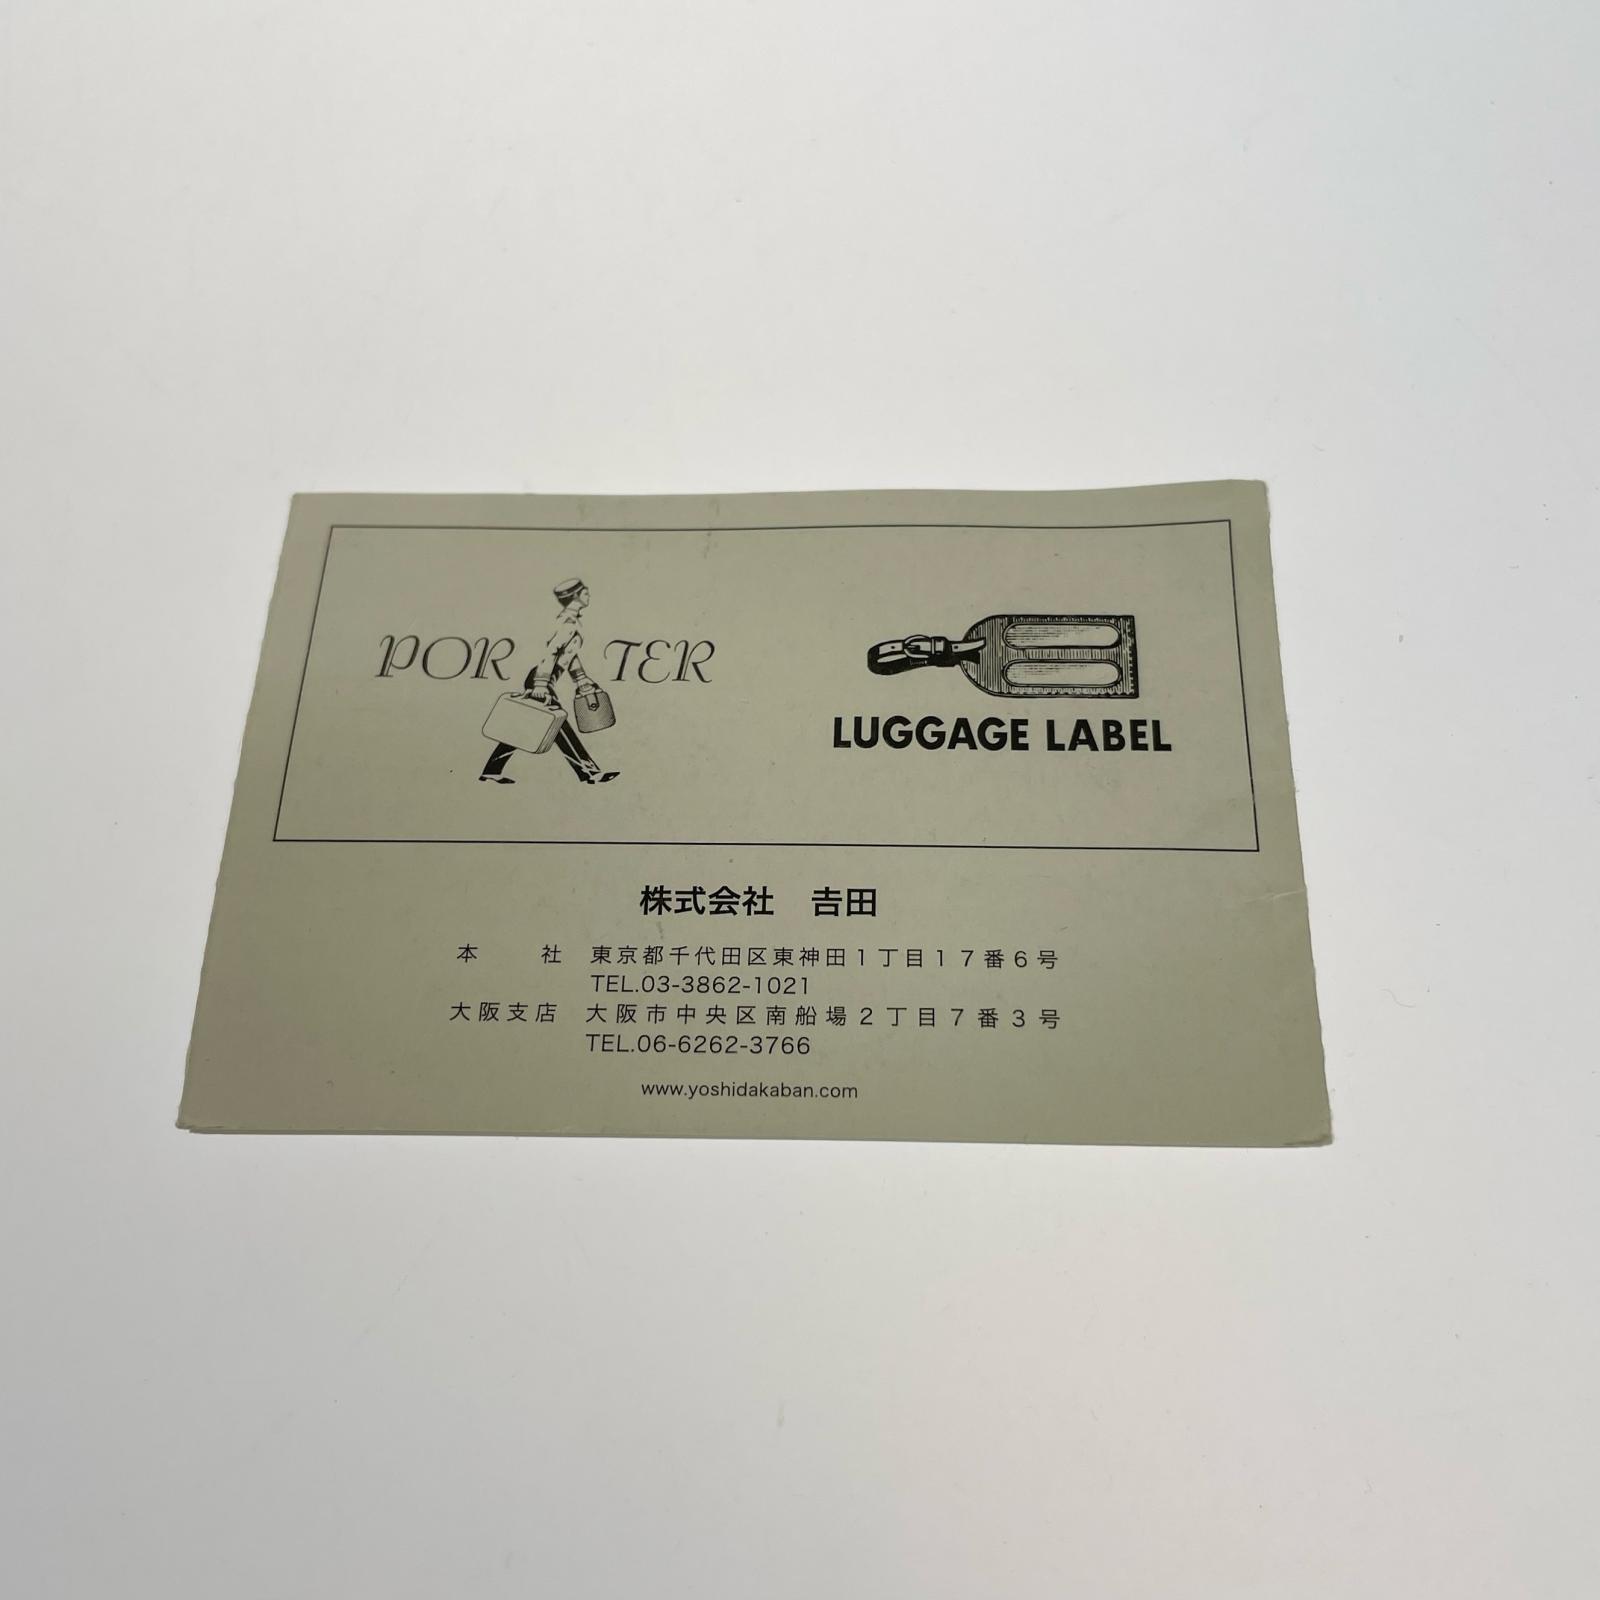 PORTER
LUGGAGE LABEL
株式会社 𠮷田
本社 東京都千代田区東神田1丁目17番6号
TEL.03-3862-1021
大阪支店 大阪市中央区南船場2丁目7番3号
TEL.06-6262-3766
www.yoshidakaban.com